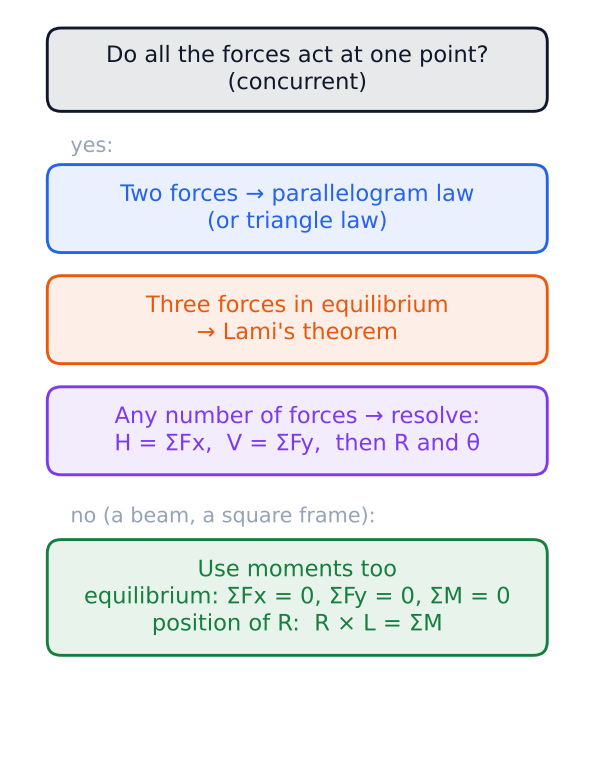 Do all the forces act at one point?
(concurrent)
yes:
Two forces → parallelogram law
(or triangle law)
Three forces in equilibrium
→ Lami's theorem
Any number of forces → resolve:
H = ΣFx,  V = ΣFy,  then R and θ
no (a beam, a square frame):
Use moments too
equilibrium: ΣFx = 0, ΣFy = 0, ΣM = 0
position of R:  R × L = ΣM